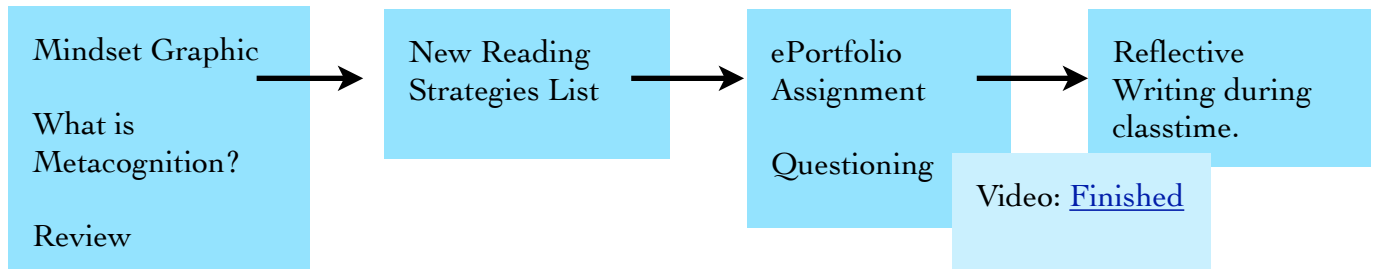 Mindset Graphic
What is
Metacognition?
Review
New Reading
Strategies List
ePortfolio
Assignment
Questioning
Video: Finished
Reflective
Writing during
classtime.